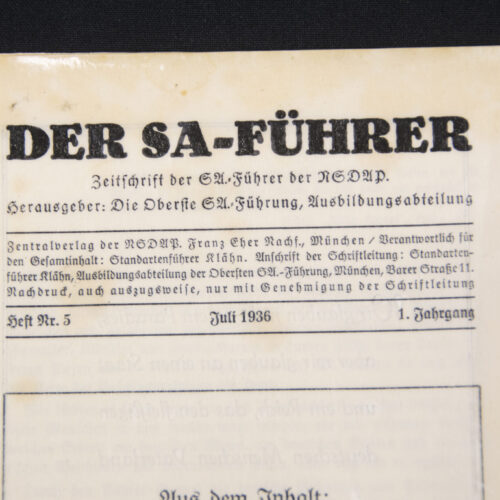 DER SA-FÜHRER
Zeitschrift der SA.-Führer der NSDAP.
Herausgeber: Die Oberste SA.-Führung, Ausbildungsabteilung
Zentralverlag der NSDAP. Franz Eher Nachf., München / Verantwortlich für
den Gesamtinhalt: Standartenführer Klähn. Anschrift der Schriftleitung: Standarten-
führer Klähn, Ausbildungsabteilung der Obersten SA.-Führung, München, Barer Straße 11.
Nachdruck, auch auszugsweise, nur mit Genehmigung der Schriftleitung
Heft Nr. 5 Juli 1936 1. Jahrgang
Aus dem Inhalt: